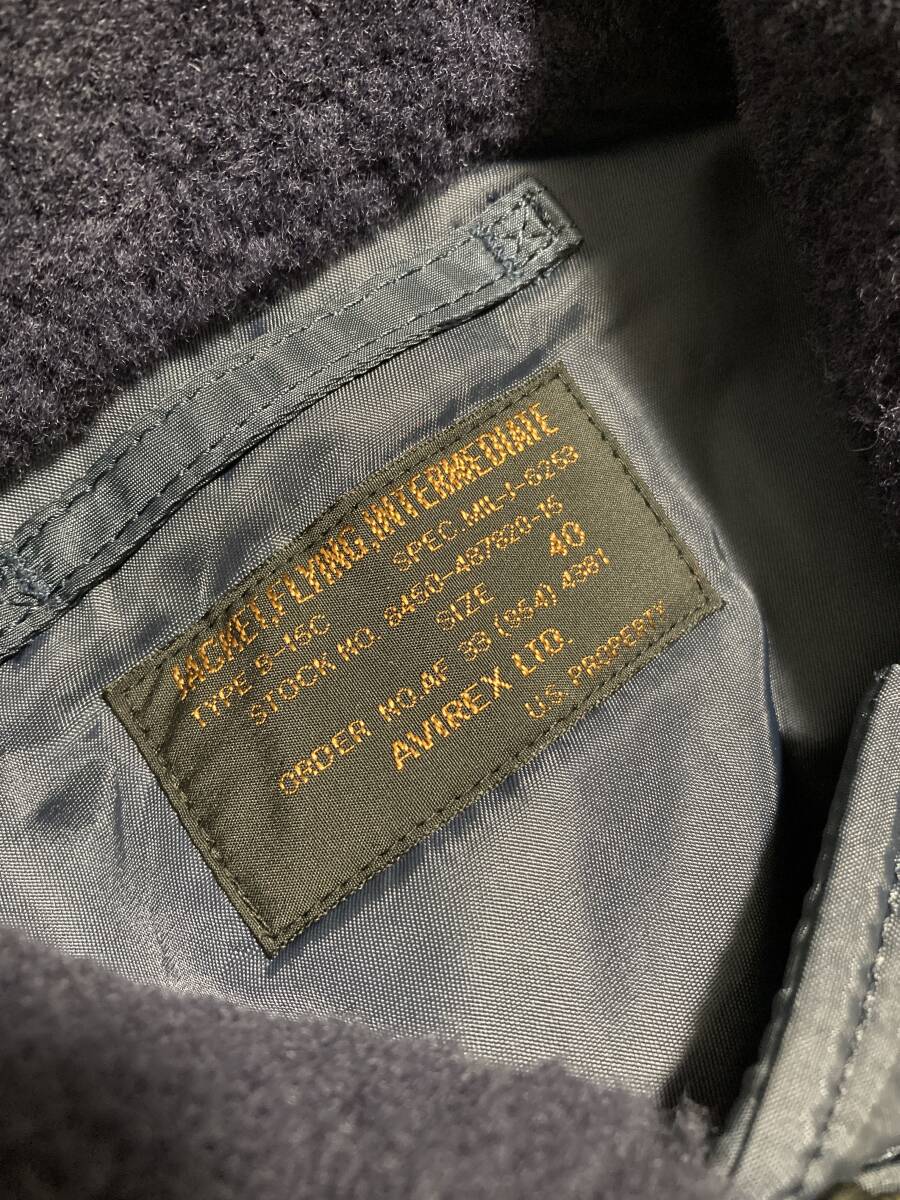 JACKET, FLYING, INTERMEDIATE
TYPE B-15C SPEC. MIL-J-6253
STOCK NO. 8450-487820-15
SIZE 40
ORDER NO. AF 33 (954) 4381
AVIREX LTD.
U.S. PROPERTY